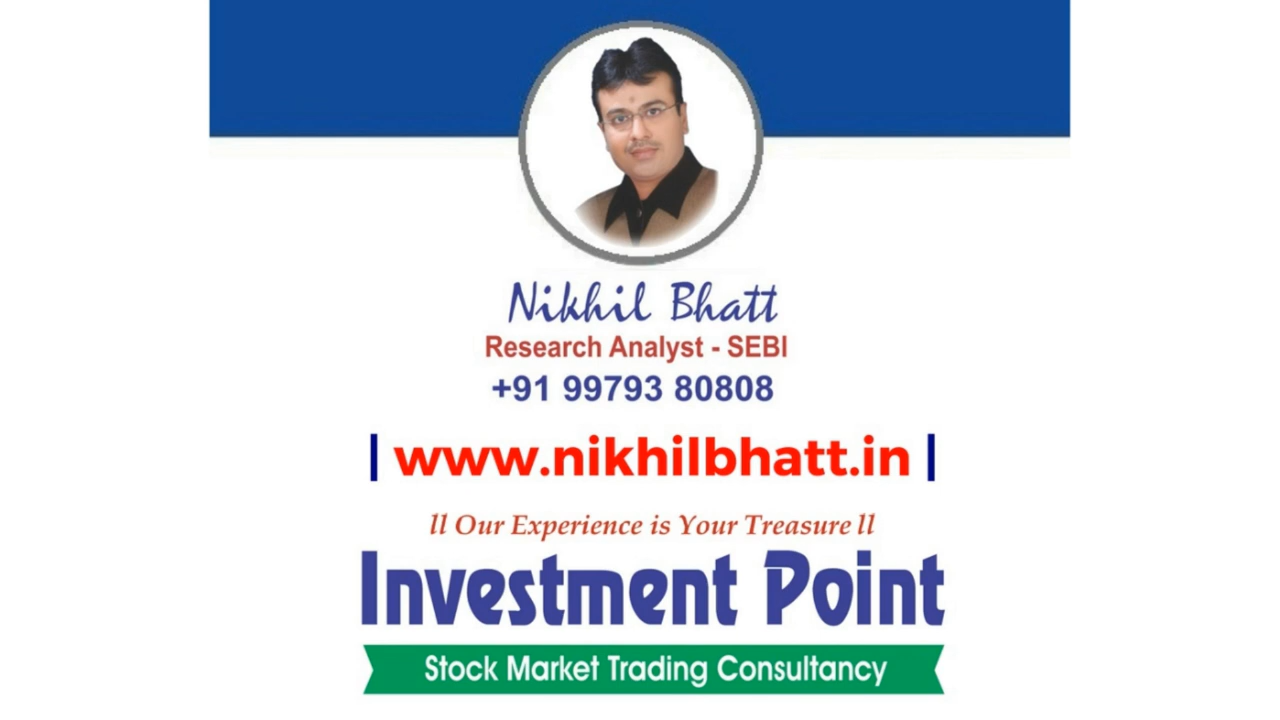 Nikhil Bhatt
Research Analyst - SEBI
+91 99793 80808
| www.nikhilbhatt.in |
ll Our Experience is Your Treasure ll
Investment Point
Stock Market Trading Consultancy